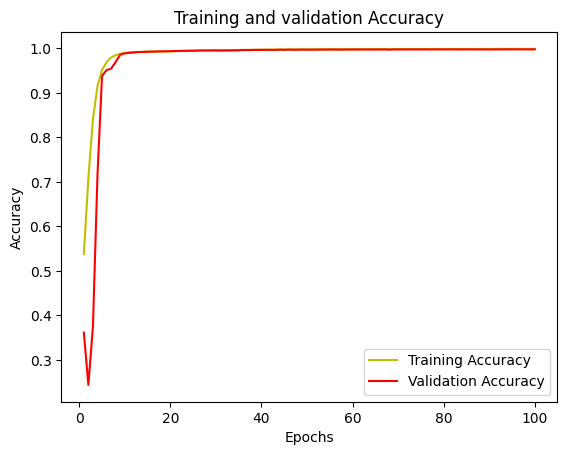 Training and validation Accuracy
1.0
0.9
0.8
0.7
0.6
0.5
0.4
0.3
Accuracy
Training Accuracy
Validation Accuracy
0 20 40 60 80 100
Epochs